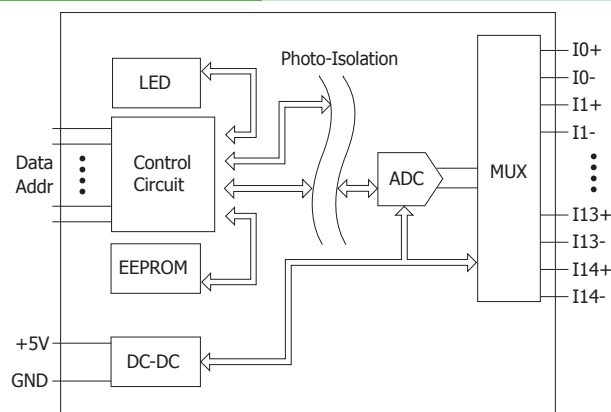 LED
Photo-Isolation
I0+
I0-
I1+
I1-
Data
Addr
Control
Circuit
ADC
MUX
I13+
I13-
I14+
I14-
EEPROM
+5V
GND
DC-DC